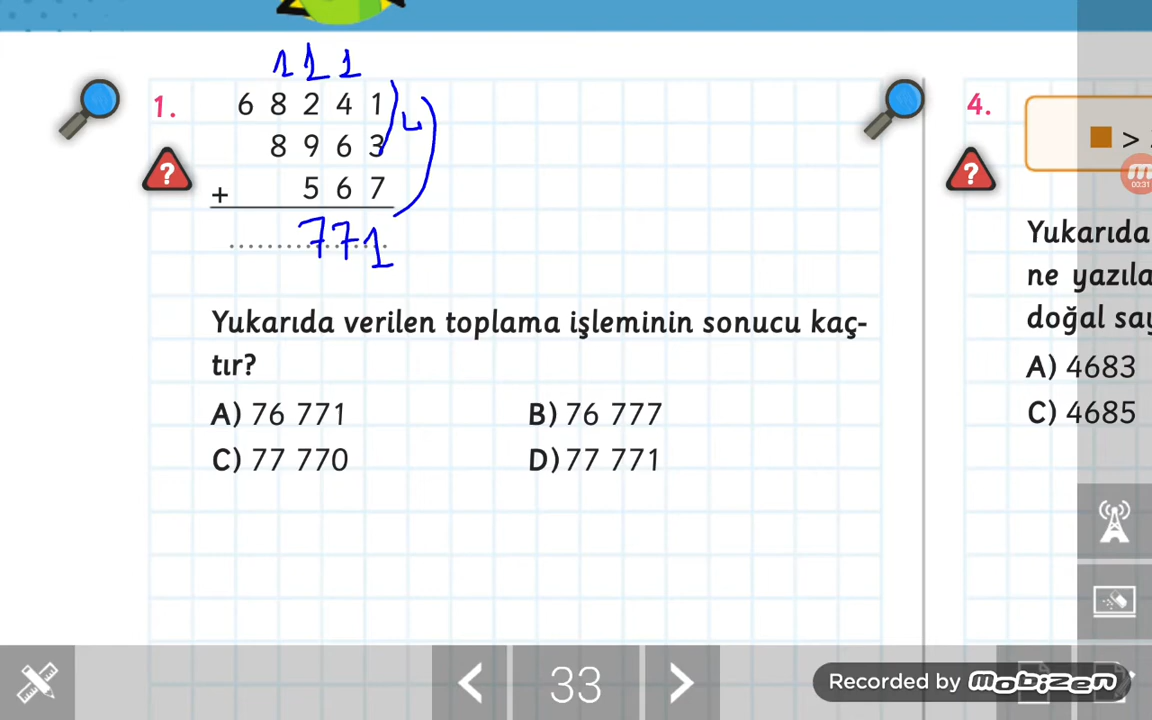 1 1 1
1. 6 8 2 4 1
8 9 6 3
+ 5 6 7
4
7 7 1
?
Yukarıda verilen toplama işleminin sonucu kaç-
tır?
A) 76 771 B) 76 777
C) 77 770 D) 77 771
4.
>
?
Yukarıda
ne yazıla
doğal say
A) 4683
C) 4685
00:31
33
Recorded by mobizen